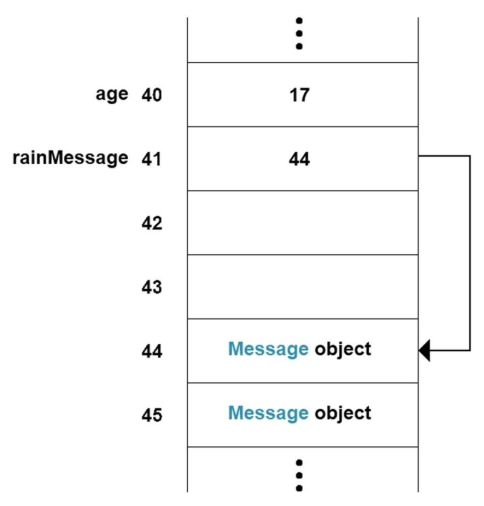 age 40 17
rainMessage 41 44
42
43
44 Message object
45 Message object